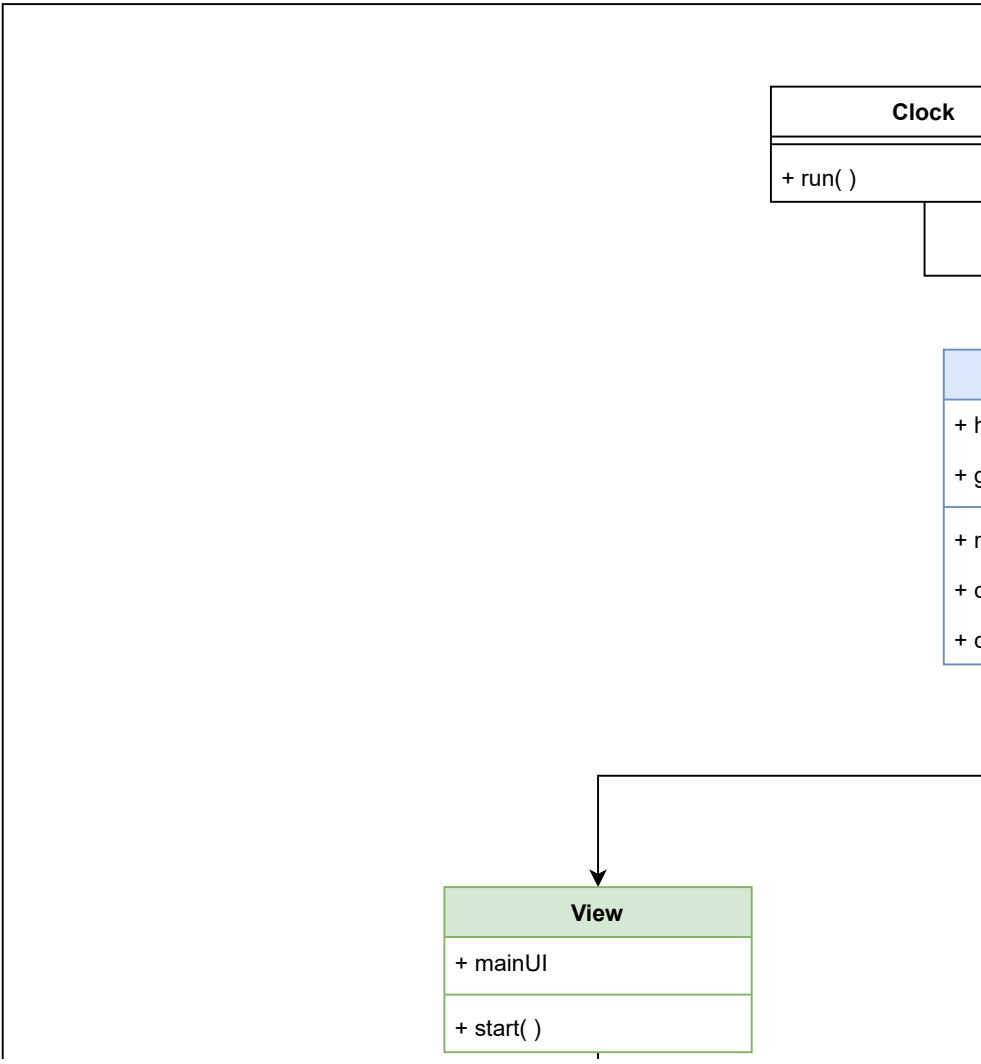 Clock
+ run( )
+
+
+
+
+
View
+ mainUI
+ start( )